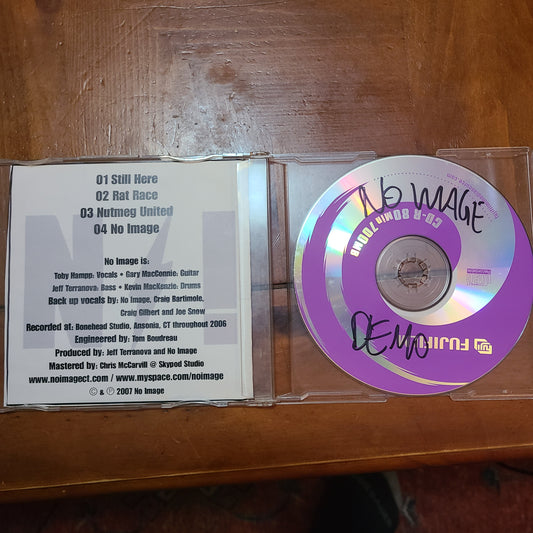 01 Still Here
02 Rat Race
03 Nutmeg United
04 No Image
No Image is:
Toby Hampp: Vocals • Gary MacConnie: Guitar
Jeff Terranova: Bass • Kevin MacKenzie: Drums
Back up vocals by: No Image, Craig Bartimole,
Craig Gilbert and Joe Snow
Recorded at: Bonehead Studio, Ansonia, CT throughout 2006
Engineered by: Tom Boudreau
Produced by: Jeff Terranova and No Image
Mastered by: Chris McCarvill @ Skypod Studio
www.noimagect.com / www.myspace.com/noimage
© & ℗ 2007 No Image
NO IMAGE
CD-R 80min 700MB
DEMO
FUJIFILM